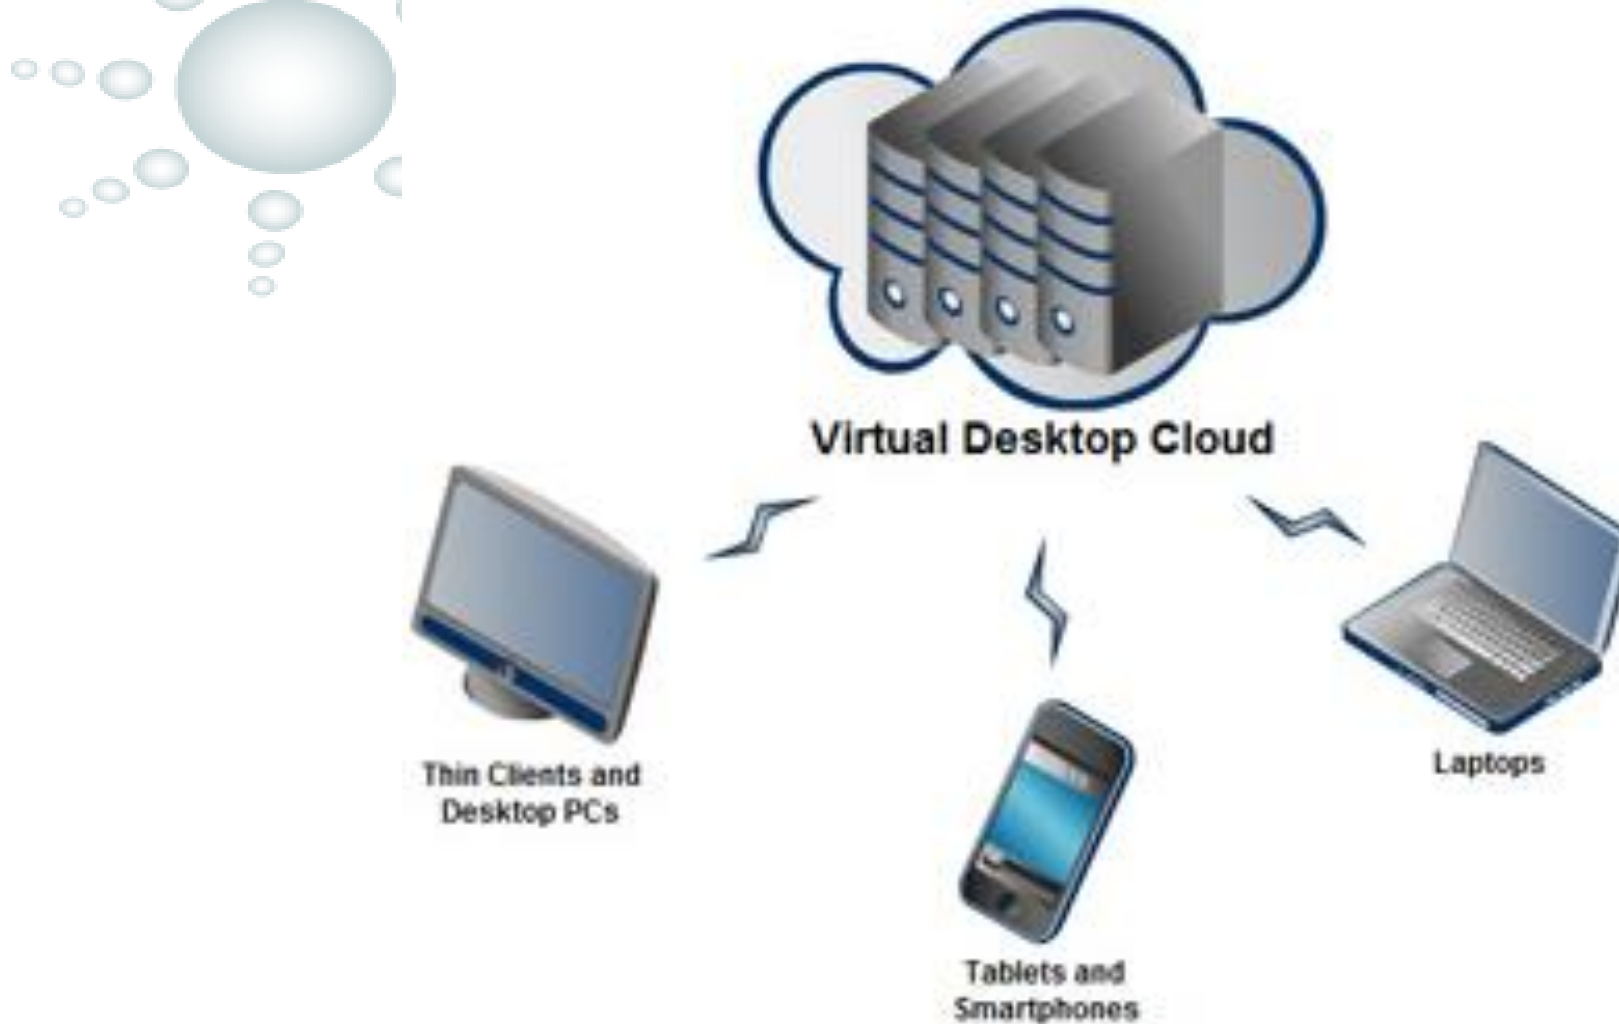 Virtual Desktop Cloud
Thin Clients and
Desktop PCs
Laptops
Tablets and
Smartphones